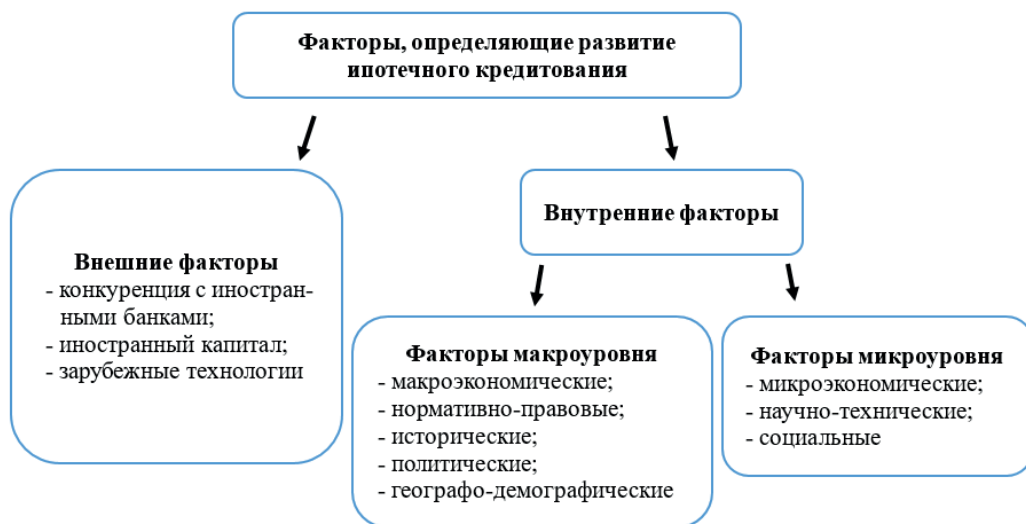 Факторы, определяющие развитие
ипотечного кредитования
Внешние факторы
- конкуренция с иностран-
ными банками;
- иностранный капитал;
- зарубежные технологии
Внутренние факторы
Факторы макроуровня
- макроэкономические;
- нормативно-правовые;
- исторические;
- политические;
- географо-демографические
Факторы микроуровня
- микроэкономические;
- научно-технические;
- социальные